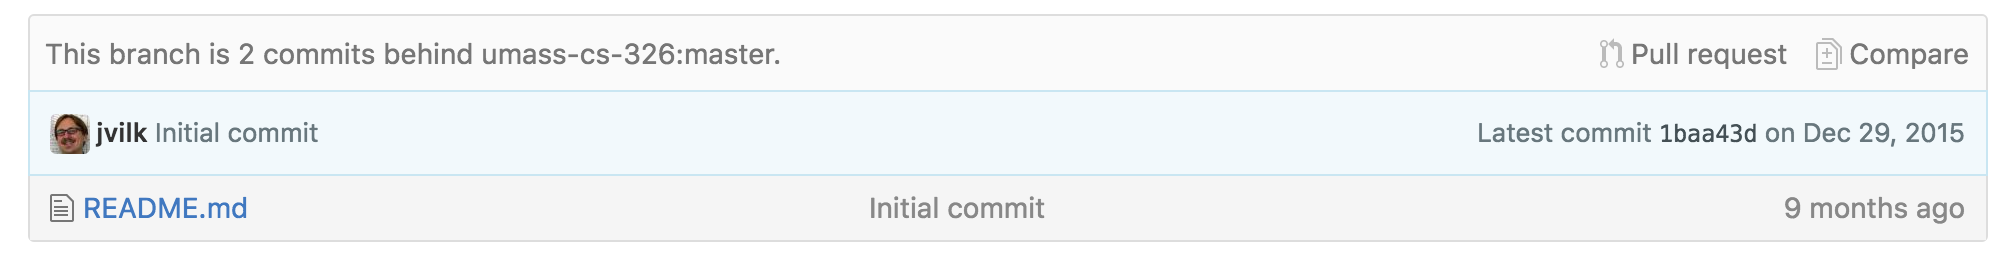 This branch is 2 commits behind umass-cs-326:master. Pull request Compare
jvilk Initial commit Latest commit 1baa43d on Dec 29, 2015
README.md Initial commit 9 months ago